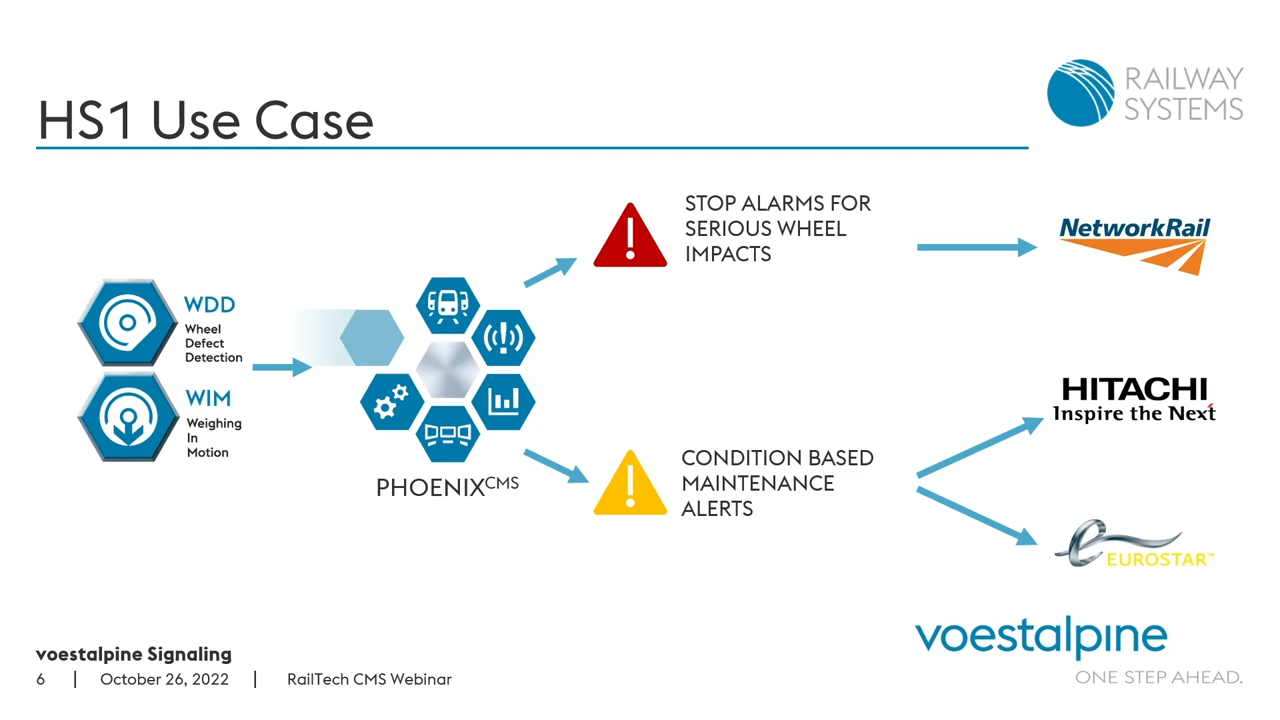 RAILWAY
SYSTEMS
HS1 Use Case
STOP ALARMS FOR
SERIOUS WHEEL
IMPACTS
NetworkRail
WDD
Wheel
Defect
Detection
WIM
Weighing
In
Motion
PHOENIXCMS
HITACHI
Inspire the Next
CONDITION BASED
MAINTENANCE
ALERTS
EUROSTAR™
voestalpine
ONE STEP AHEAD.
voestalpine Signaling
6 | October 26, 2022 | RailTech CMS Webinar